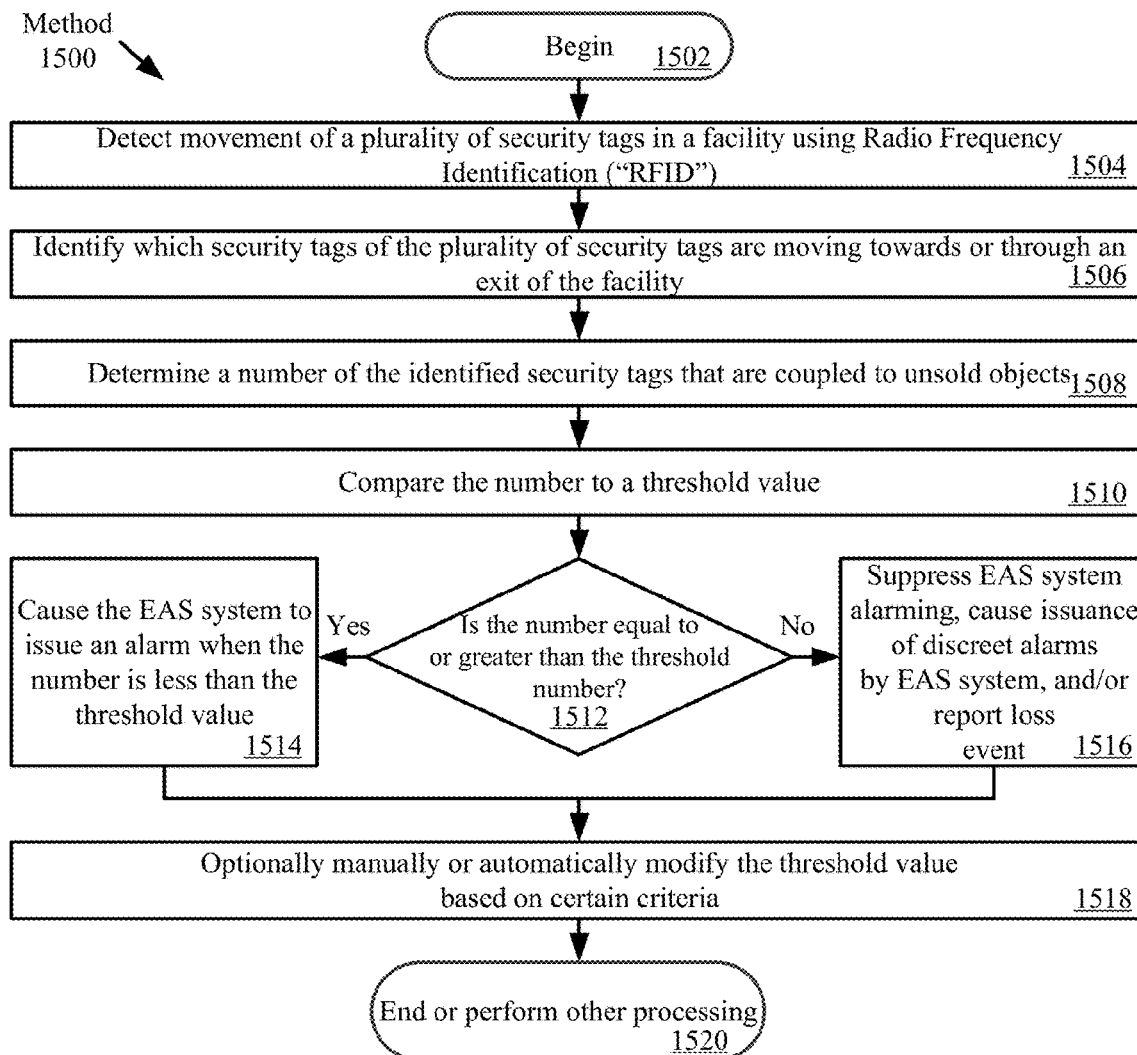 Method
1500
Begin
1502
Detect movement of a plurality of security tags in a facility using Radio Frequency
Identification (“RFID”)
1504
Identify which security tags of the plurality of security tags are moving towards or through an
exit of the facility
1506
Determine a number of the identified security tags that are coupled to unsold objects
1508
Compare the number to a threshold value
1510
Cause the EAS system to
issue an alarm when the
number is less than the
threshold value
1514
Yes
Is the number equal to
or greater than the threshold
number?
1512
No
Suppress EAS system
alarming, cause issuance
of discreet alarms
by EAS system, and/or
report loss
event
1516
Optionally manually or automatically modify the threshold value
based on certain criteria
1518
End or perform other processing
1520